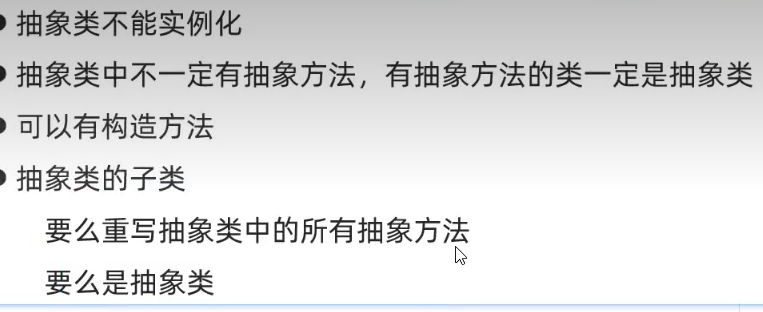 ● 抽象类不能实例化
● 抽象类中不一定有抽象方法，有抽象方法的类一定是抽象类
● 可以有构造方法
● 抽象类的子类
要么重写抽象类中的所有抽象方法
要么是抽象类